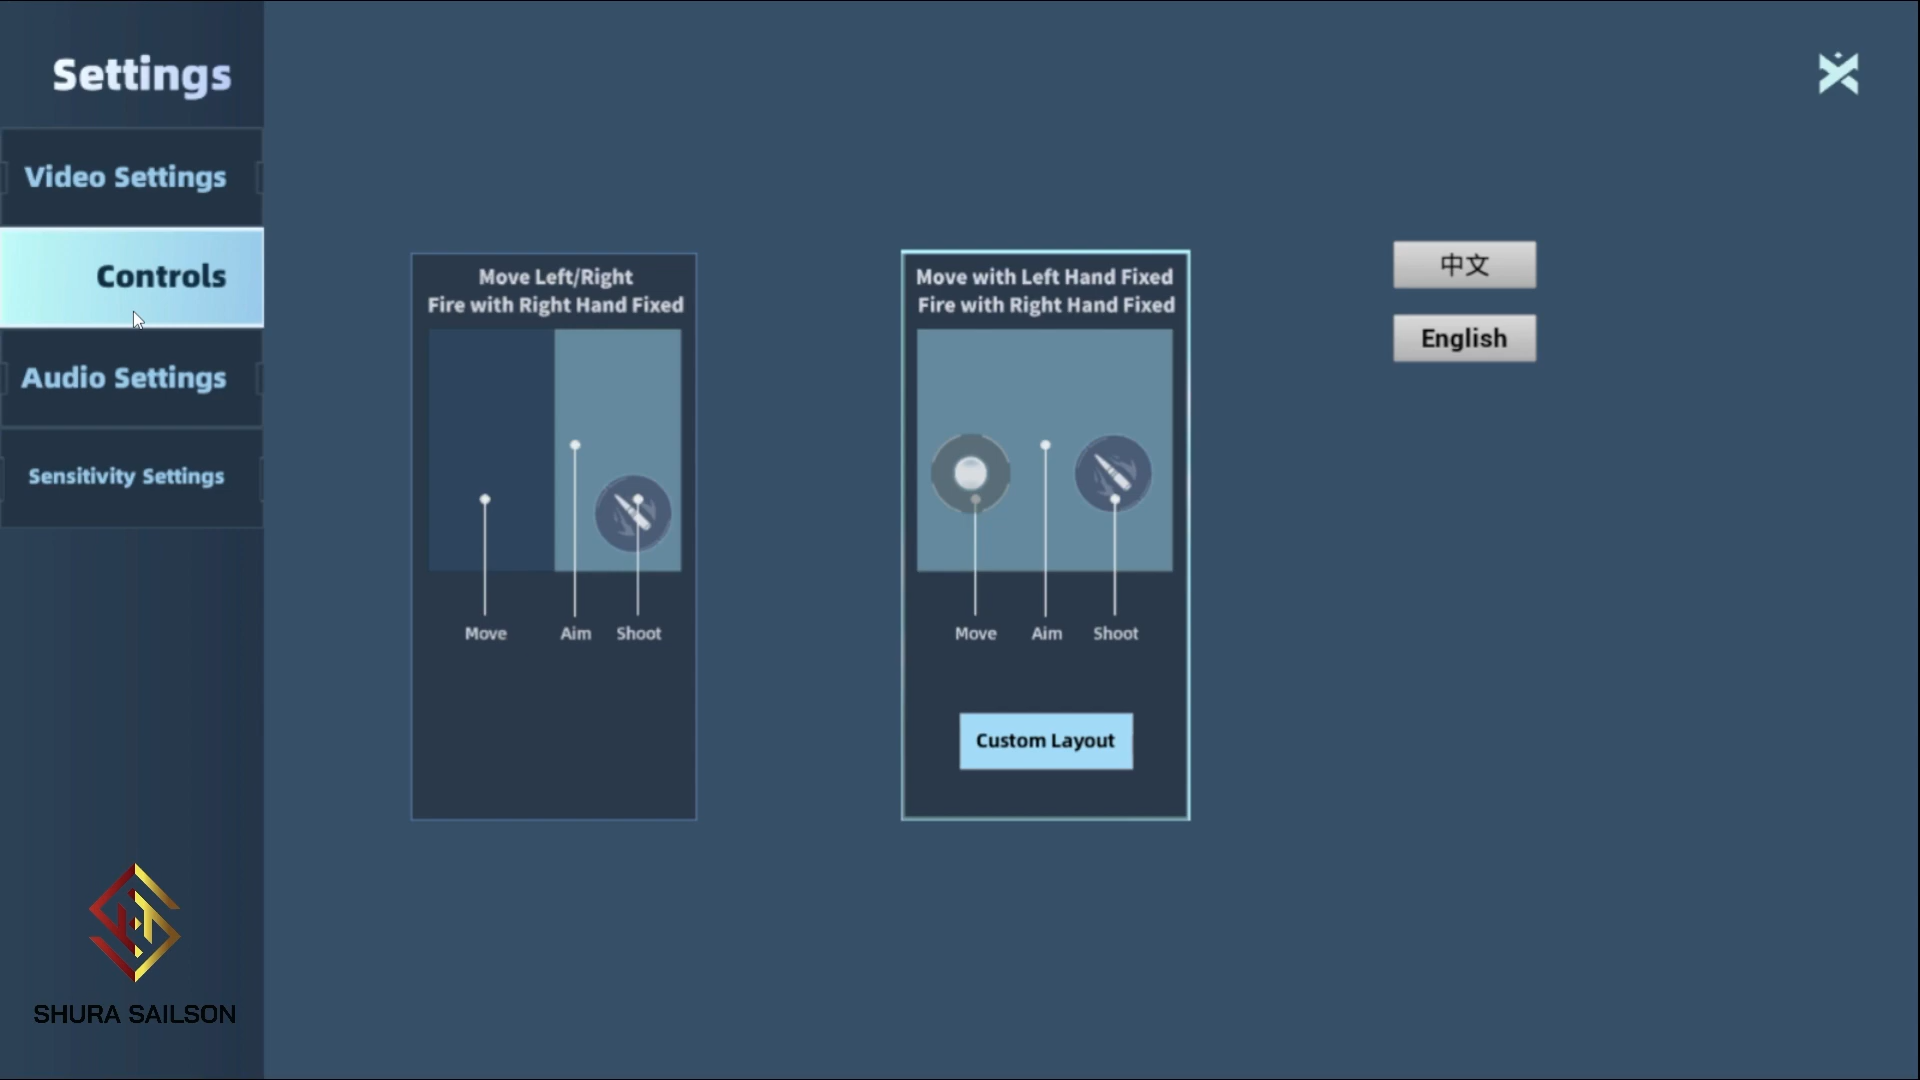 Settings
Video Settings
Controls
Audio Settings
Sensitivity Settings
Move Left/Right
Fire with Right Hand Fixed
Move
Aim
Shoot
Move with Left Hand Fixed
Fire with Right Hand Fixed
Move
Aim
Shoot
Custom Layout
中文
English
SHURA SAILSON